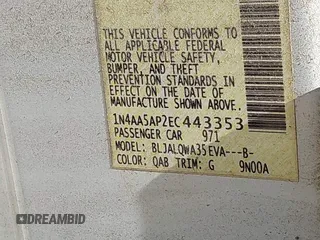 THIS VEHICLE CONFORMS TO
ALL APPLICABLE FEDERAL
MOTOR VEHICLE SAFETY,
BUMPER, AND THEFT
PREVENTION STANDARDS IN
EFFECT ON THE DATE OF
MANUFACTURE SHOWN ABOVE.
1N4AA5AP2EC443353
PASSENGER CAR 971
MODEL: BLJALQWA35EVA---B-
COLOR: QAB TRIM: G 9N00A
DREAMBID